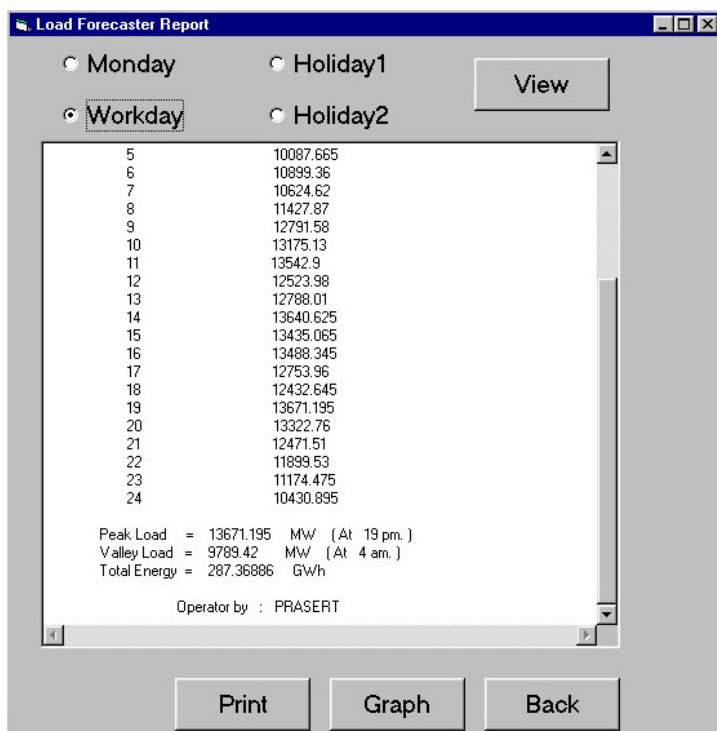 Load Forecaster Report
Monday Holiday1
View
Workday Holiday2
5 10087.665
6 10899.36
7 10624.62
8 11427.87
9 12791.58
10 13175.13
11 13542.9
12 12523.98
13 12788.01
14 13640.625
15 13435.065
16 13488.345
17 12753.96
18 12432.645
19 13671.195
20 13322.76
21 12471.51
22 11899.53
23 11174.475
24 10430.895
Peak Load = 13671.195 MW ( At 19 pm. )
Valley Load = 9789.42 MW ( At 4 am. )
Total Energy = 287.36886 GWh
Operator by : PRASERT
Print Graph Back